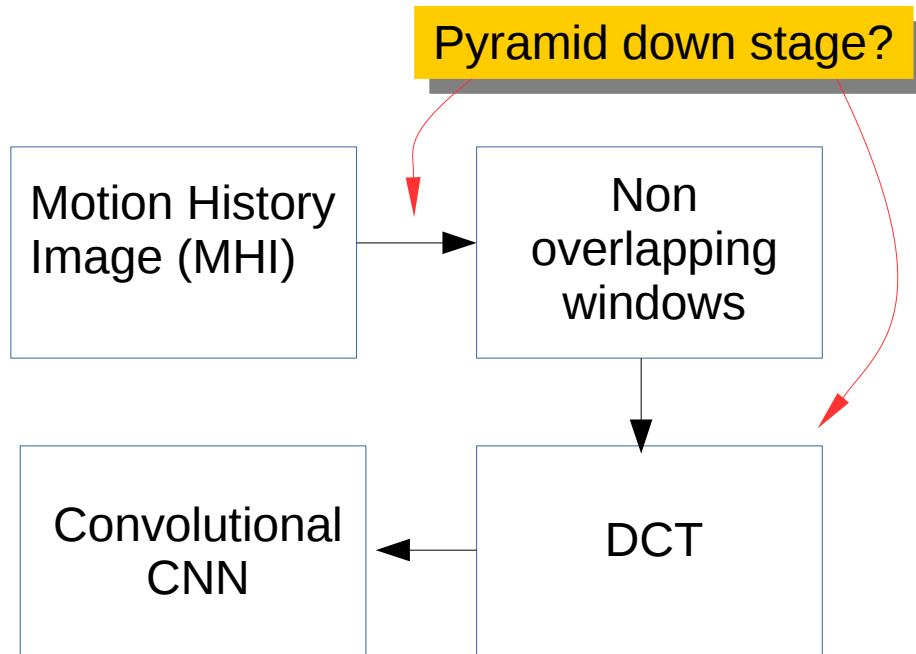 Pyramid down stage?
Motion History
Image (MHI)
Non
overlapping
windows
Convolutional
CNN
DCT